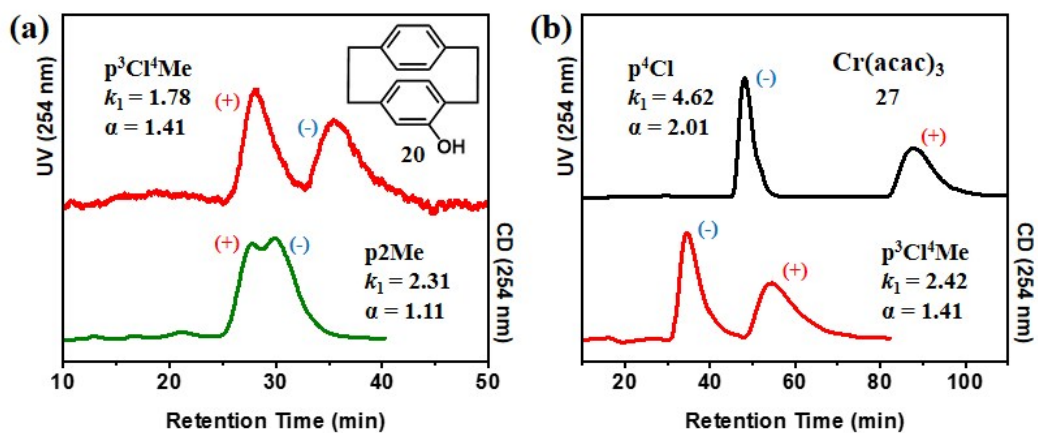 (a)
p³Cl⁴Me
k₁ = 1.78
α = 1.41
(+)
(-)
20
OH
(+)
(-)
p2Me
k₁ = 2.31
α = 1.11
UV (254 nm)
CD (254 nm)
10 20 30 40 50
Retention Time (min)
(b)
p⁴Cl
k₁ = 4.62
α = 2.01
(-)
Cr(acac)₃
27
(+)
(-)
(+)
p³Cl⁴Me
k₁ = 2.42
α = 1.41
UV (254 nm)
CD (254 nm)
20 40 60 80 100
Retention Time (min)